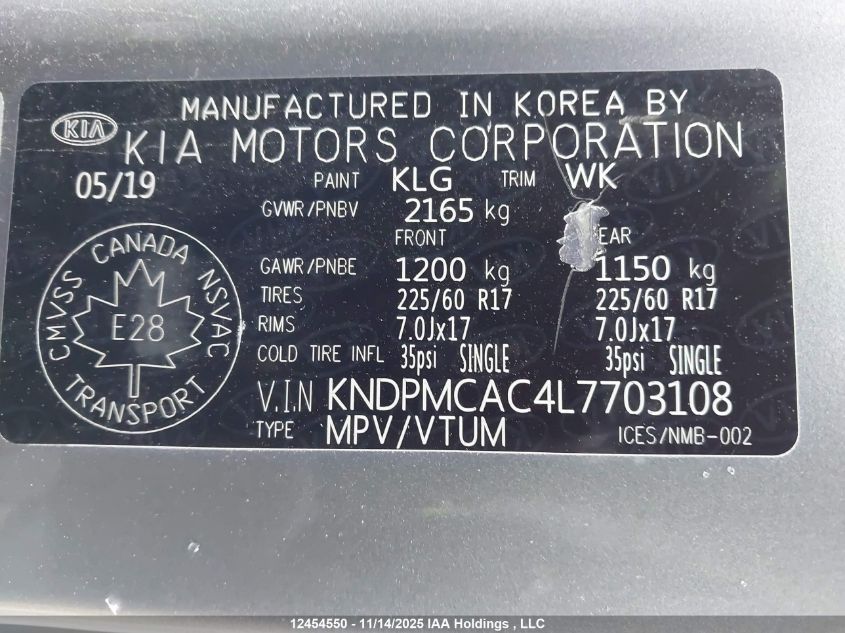 MANUFACTURED IN KOREA BY
KIA KIA MOTORS CORPORATION
05/19 PAINT KLG TRIM WK
GVWR/PNBV 2165 kg
FRONT EAR
GAWR/PNBE 1200 kg 1150 kg
TIRES 225/60 R17 225/60 R17
RIMS 7.0Jx17 7.0Jx17
COLD TIRE INFL 35psi SINGLE 35psi SINGLE
V.I.N KNDPMCAC4L7703108
TYPE MPV/VTUM ICES/NMB-002
CMVSS CANADA NSVAC
E28
TRANSPORT
12454550 - 11/14/2025 IAA Holdings , LLC